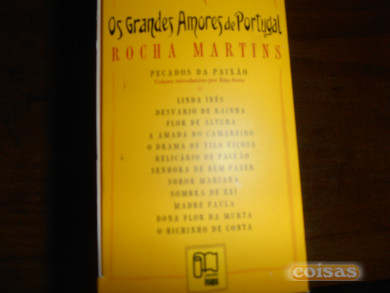 Os Grandes Amores de Portugal
ROCHA MARTINS
PECADOS DA PAIXÃO
LINDA INÊS
DESVARIO DE RAINHA
FLOR DE ALTURA
A AMADA DO CAMAREIRO
O DRAMA DE VILA VIÇOSA
RELICÁRIO DE PAIXÃO
SENHORA DE BEM-FAZER
SOROR MARIANA
SOMBRA DE REI
MADRE PAULA
DONA FLOR DA MURTA
O BICHINHO DE CONTA
coisas